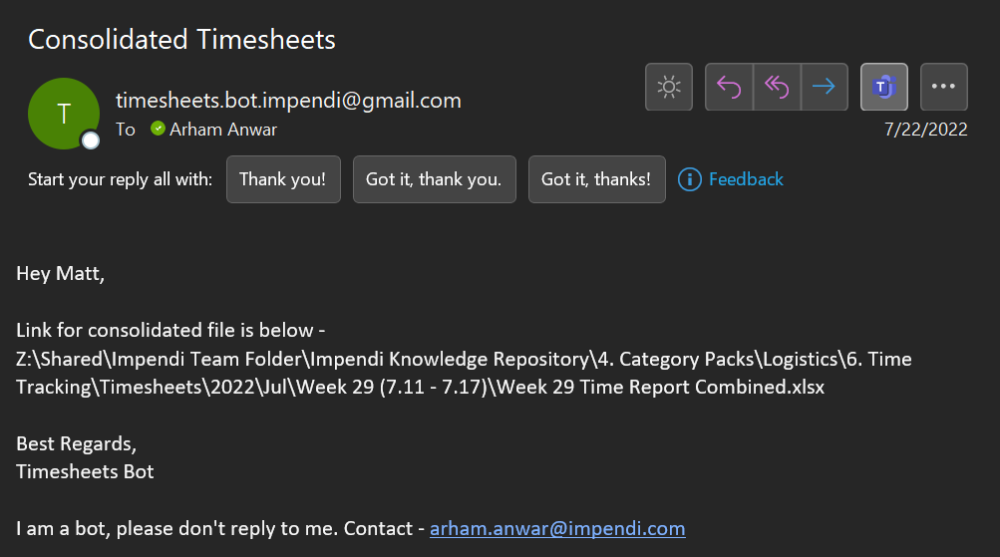 Consolidated Timesheets
T
timesheets.bot.impendi@gmail.com
To Arham Anwar
T
7/22/2022
Start your reply all with: Thank you! Got it, thank you. Got it, thanks! Feedback
Hey Matt,
Link for consolidated file is below -
Z:\Shared\Impendi Team Folder\Impendi Knowledge Repository\4. Category Packs\Logistics\6. Time
Tracking\Timesheets\2022\Jul\Week 29 (7.11 - 7.17)\Week 29 Time Report Combined.xlsx
Best Regards,
Timesheets Bot
I am a bot, please don't reply to me. Contact - arham.anwar@impendi.com